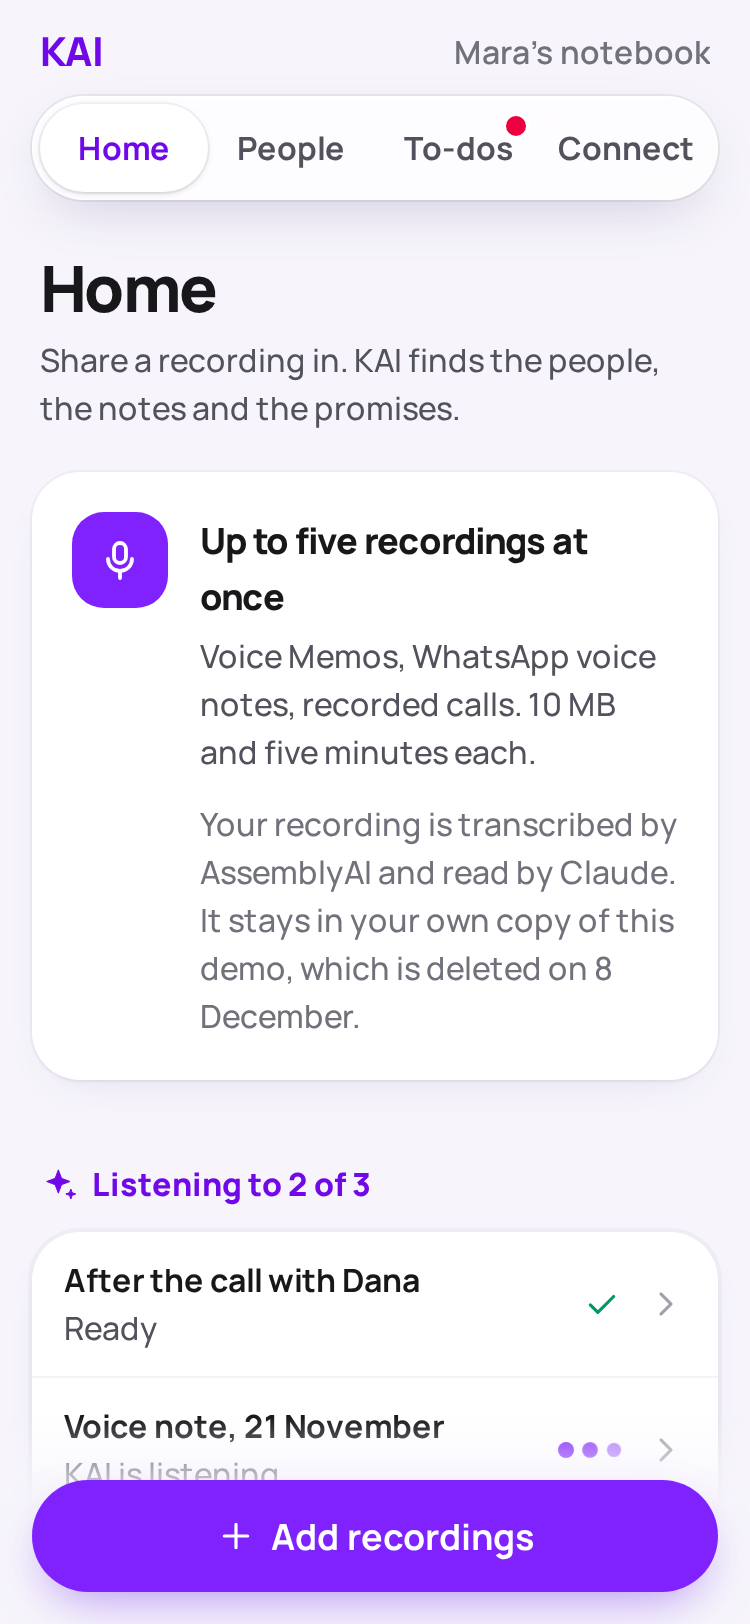 KAI
Mara's notebook
Home
People
To-dos
Connect
Home
Share a recording in. KAI finds the people,
the notes and the promises.
Up to five recordings at
once
Voice Memos, WhatsApp voice
notes, recorded calls. 10 MB
and five minutes each.
Your recording is transcribed by
AssemblyAI and read by Claude.
It stays in your own copy of this
demo, which is deleted on 8
December.
Listening to 2 of 3
After the call with Dana
Ready
Voice note, 21 November
KAI is listening
Add recordings